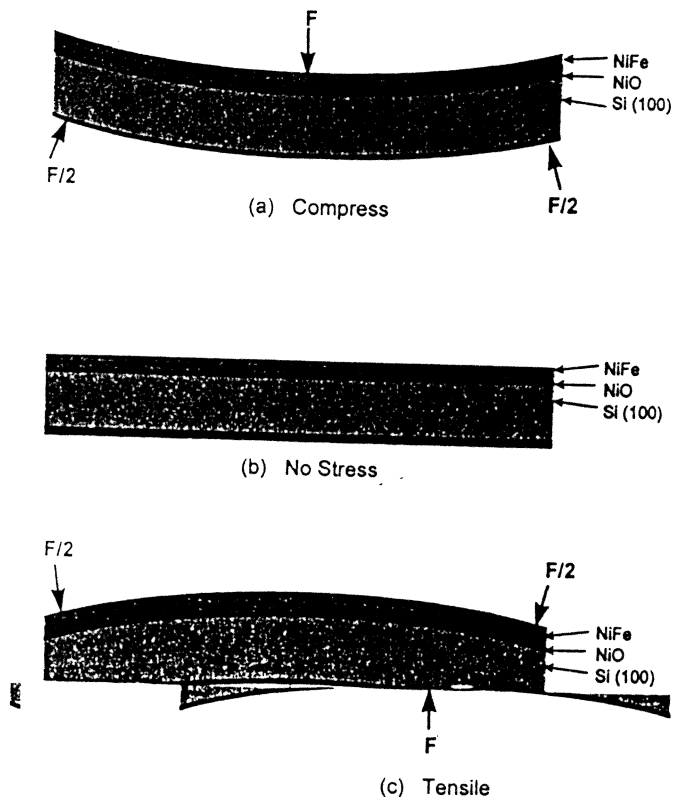 F
NiFe
NiO
Si (100)
F/2
F/2
(a) Compress
NiFe
NiO
Si (100)
(b) No Stress
F/2
F/2
NiFe
NiO
Si (100)
F
(c) Tensile